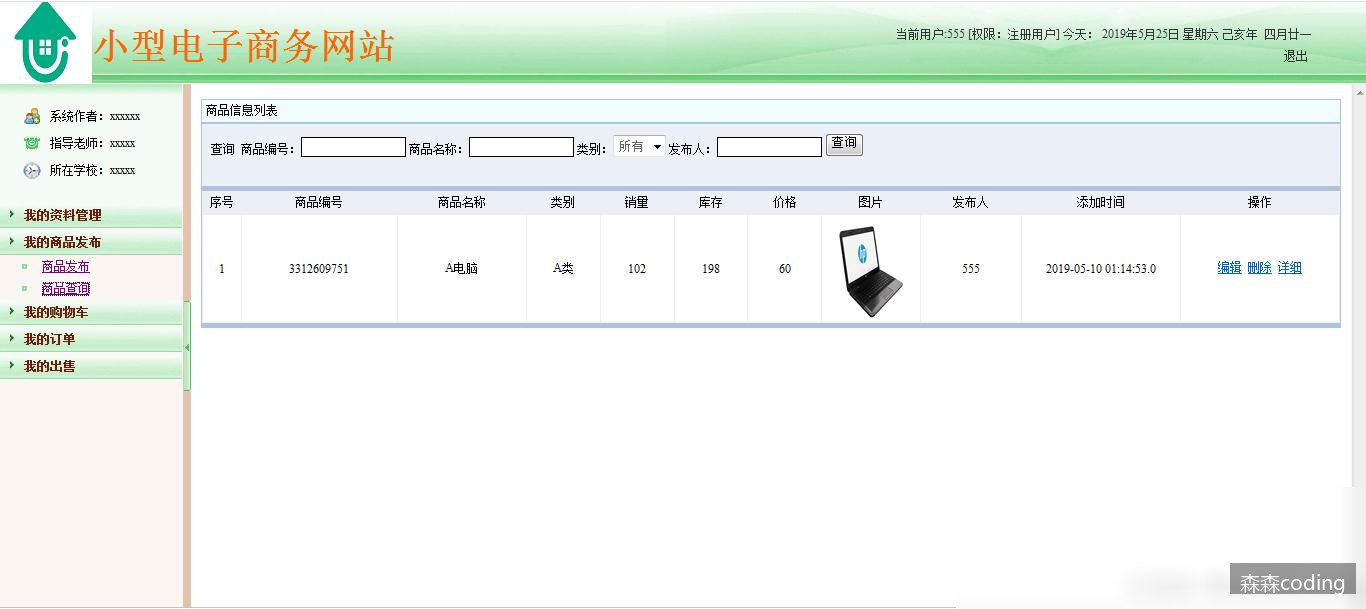 小型电子商务网站
当前用户:555 [权限：注册用户] 今天： 2019年5月25日 星期六 己亥年 四月廿一
退出
系统作者：xxxxxx
指导老师：xxxxx
所在学校：xxxxx
我的资料管理
我的商品发布
商品发布
商品查询
我的购物车
我的订单
我的出售
商品信息列表
查询 商品编号： 商品名称： 类别： 所有 发布人： 查询
序号 商品编号 商品名称 类别 销量 库存 价格 图片 发布人 添加时间 操作
1 3312609751 A电脑 A类 102 198 60 555 2019-05-10 01:14:53.0 编辑 删除 详细
森森coding